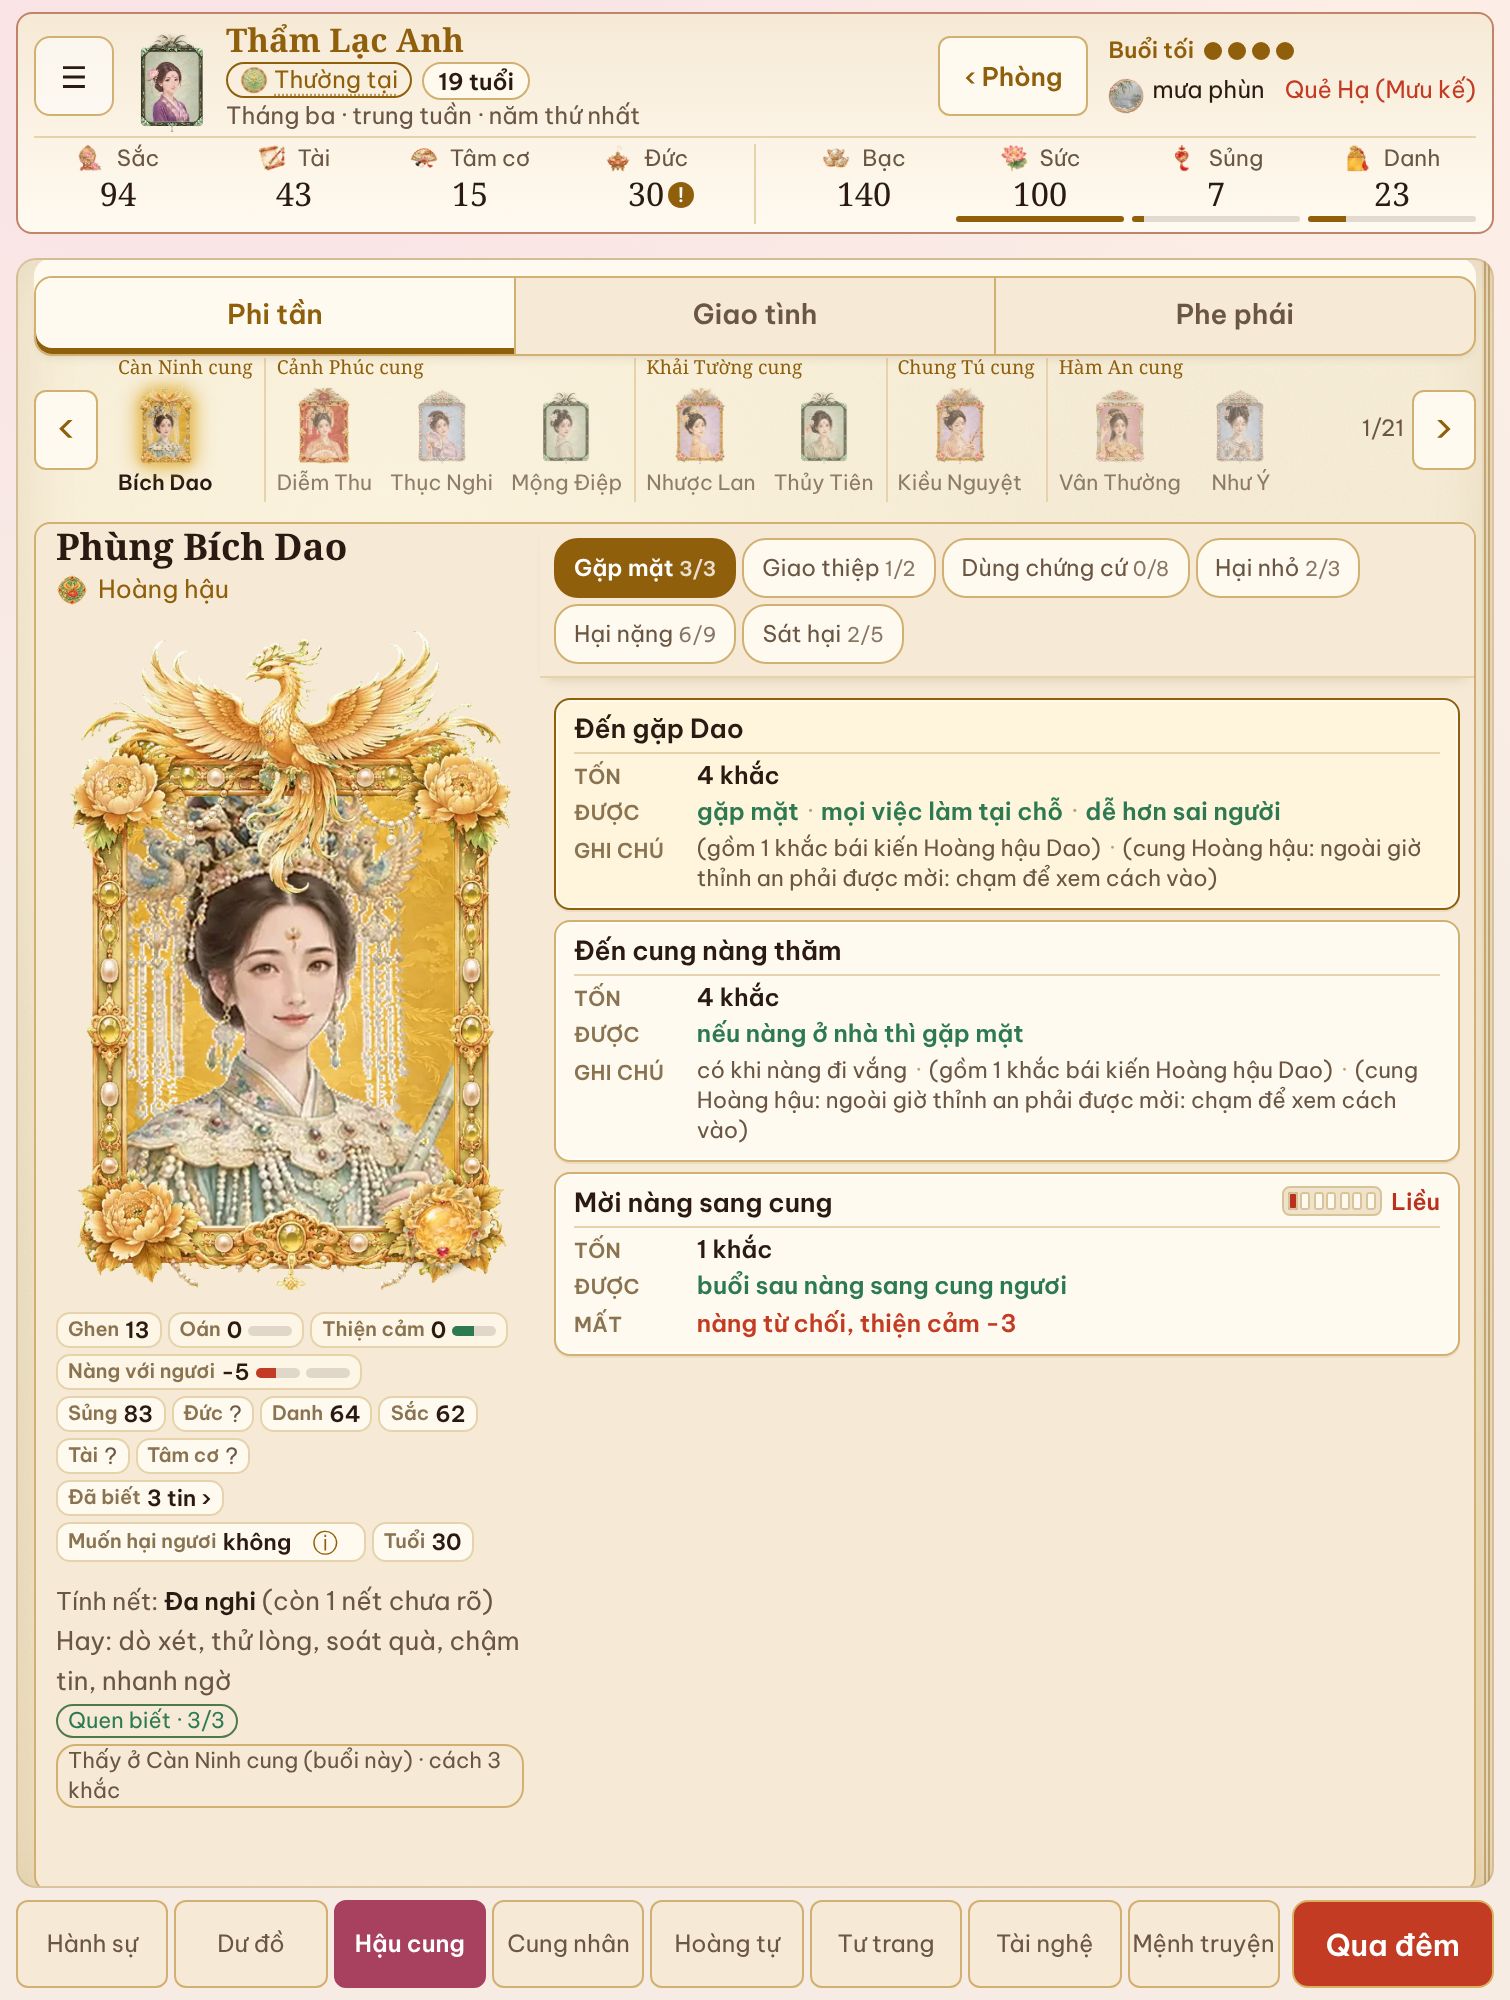 ☰
Thẩm Lạc Anh
Thường tại 19 tuổi
Tháng ba · trung tuần · năm thứ nhất
‹ Phòng
Buổi tối
mưa phùn Quẻ Hạ (Mưu kế)
Sắc Tài Tâm cơ Đức Bạc Sức Sủng Danh
94 43 15 30 ! 140 100 7 23
Phi tần Giao tình Phe phái
Càn Ninh cung Cảnh Phúc cung Khải Tường cung Chung Tú cung Hàm An cung
‹ 1/21 ›
Bích Dao Diễm Thu Thục Nghi Mộng Điệp Nhược Lan Thủy Tiên Kiều Nguyệt Vân Thường Như Ý
Phùng Bích Dao
Hoàng hậu
Ghen 13 Oán 0 Thiện cảm 0
Nàng với ngươi -5
Sủng 83 Đức ? Danh 64 Sắc 62
Tài ? Tâm cơ ?
Đã biết 3 tin ›
Muốn hại ngươi không ⓘ Tuổi 30
Tính nết: Đa nghi (còn 1 nết chưa rõ)
Hay: dò xét, thử lòng, soát quà, chậm
tin, nhanh ngờ
Quen biết · 3/3
Thấy ở Càn Ninh cung (buổi này) · cách 3
khắc
Gặp mặt 3/3 Giao thiệp 1/2 Dùng chứng cứ 0/8 Hại nhỏ 2/3
Hại nặng 6/9 Sát hại 2/5
Đến gặp Dao
TỐN 4 khắc
ĐƯỢC gặp mặt · mọi việc làm tại chỗ · dễ hơn sai người
GHI CHÚ (gồm 1 khắc bái kiến Hoàng hậu Dao) · (cung Hoàng hậu: ngoài giờ
thỉnh an phải được mời: chạm để xem cách vào)
Đến cung nàng thăm
TỐN 4 khắc
ĐƯỢC nếu nàng ở nhà thì gặp mặt
GHI CHÚ có khi nàng đi vắng · (gồm 1 khắc bái kiến Hoàng hậu Dao) · (cung
Hoàng hậu: ngoài giờ thỉnh an phải được mời: chạm để xem cách
vào)
Mời nàng sang cung Liều
TỐN 1 khắc
ĐƯỢC buổi sau nàng sang cung ngươi
MẤT nàng từ chối, thiện cảm -3
Hành sự Dư đồ Hậu cung Cung nhân Hoàng tự Tư trang Tài nghệ Mệnh truyện Qua đêm